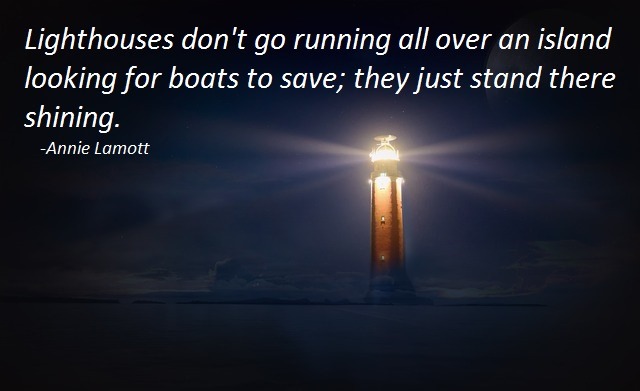 Lighthouses don't go running all over an island
looking for boats to save; they just stand there
shining.
-Annie Lamott